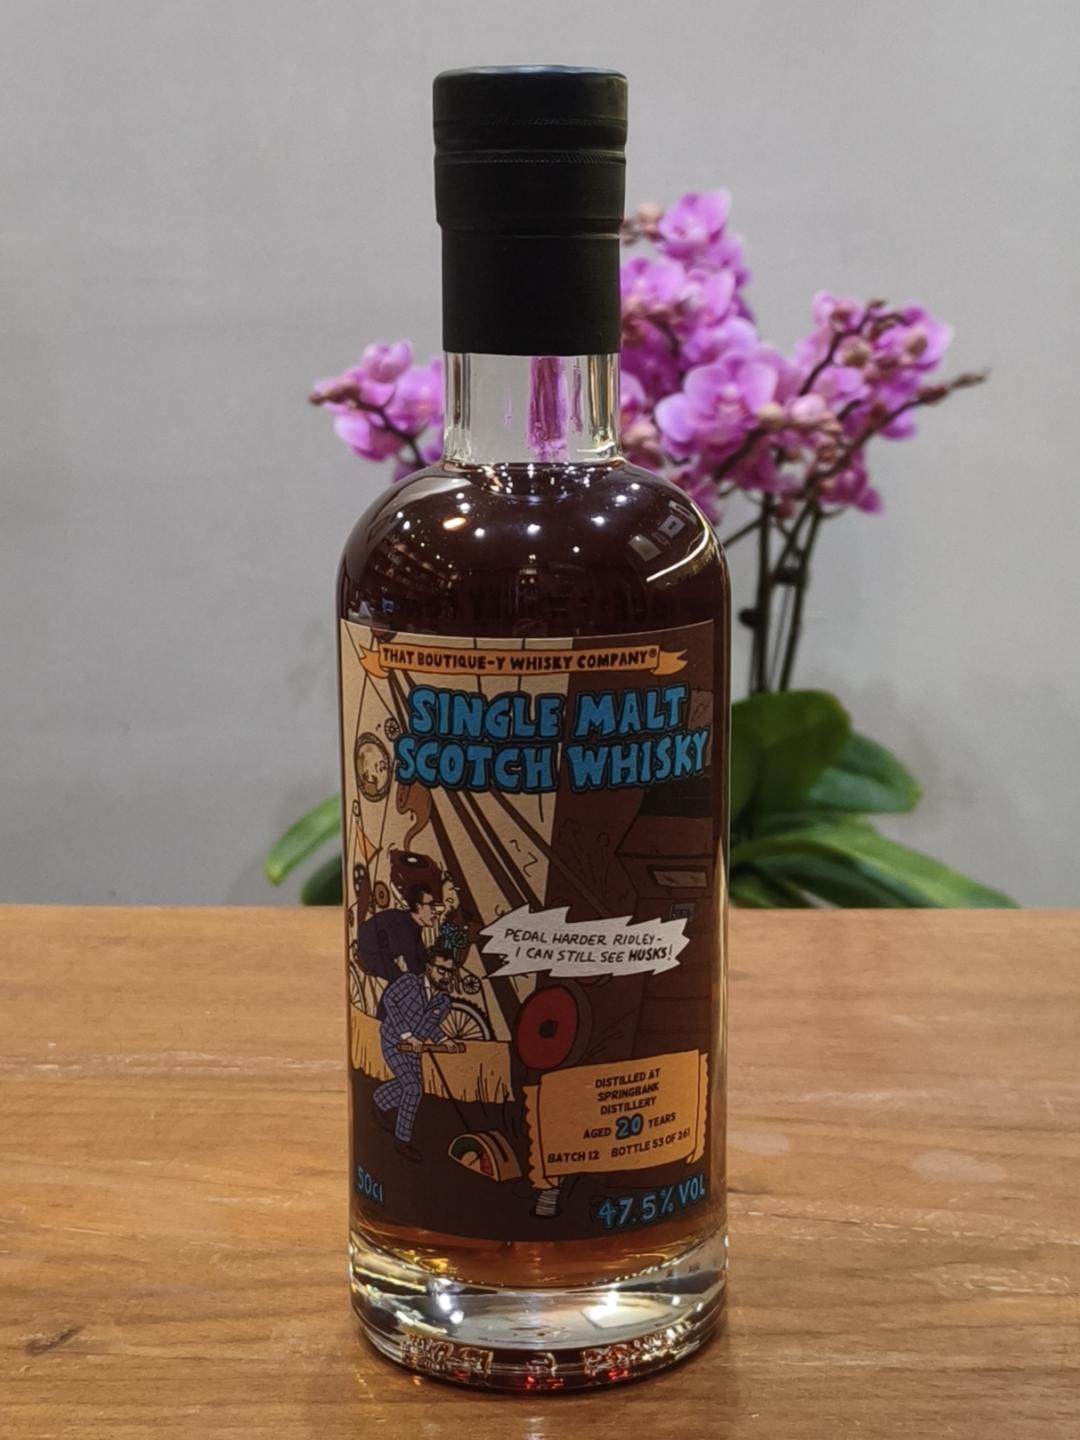 THAT BOUTIQUE-Y WHISKY COMPANY®
SINGLE MALT
SCOTCH WHISKY
PEDAL HARDER RIDLEY-
I CAN STILL SEE HUSKS!
DISTILLED AT
SPRINGBANK
DISTILLERY
AGED 20 YEARS
BATCH 12 BOTTLE 53 OF 261
50cl
47.5% VOL